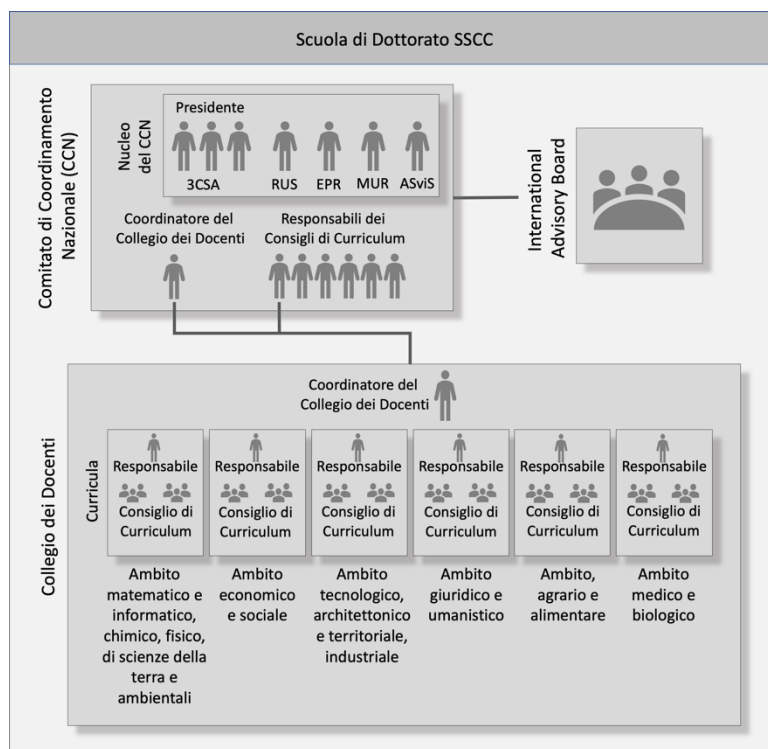 Scuola di Dottorato SSCC
Comitato di Coordinamento
Nazionale (CCN)
Nucleo
del CCN
Presidente
3CSA
RUS
EPR
MUR
ASviS
Coordinatore del
Collegio dei Docenti
Responsabili dei
Consigli di Curriculum
International
Advisory Board
Collegio dei Docenti
Coordinatore del
Collegio dei Docenti
Curricula
Responsabile
Consiglio di
Curriculum
Responsabile
Consiglio di
Curriculum
Responsabile
Consiglio di
Curriculum
Responsabile
Consiglio di
Curriculum
Responsabile
Consiglio di
Curriculum
Responsabile
Consiglio di
Curriculum
Ambito
matematico e
informatico,
chimico, fisico,
di scienze della
terra e
ambientali
Ambito
economico
e sociale
Ambito
tecnologico,
architettonico
e territoriale,
industriale
Ambito
giuridico e
umanistico
Ambito,
agrario e
alimentare
Ambito
medico e
biologico